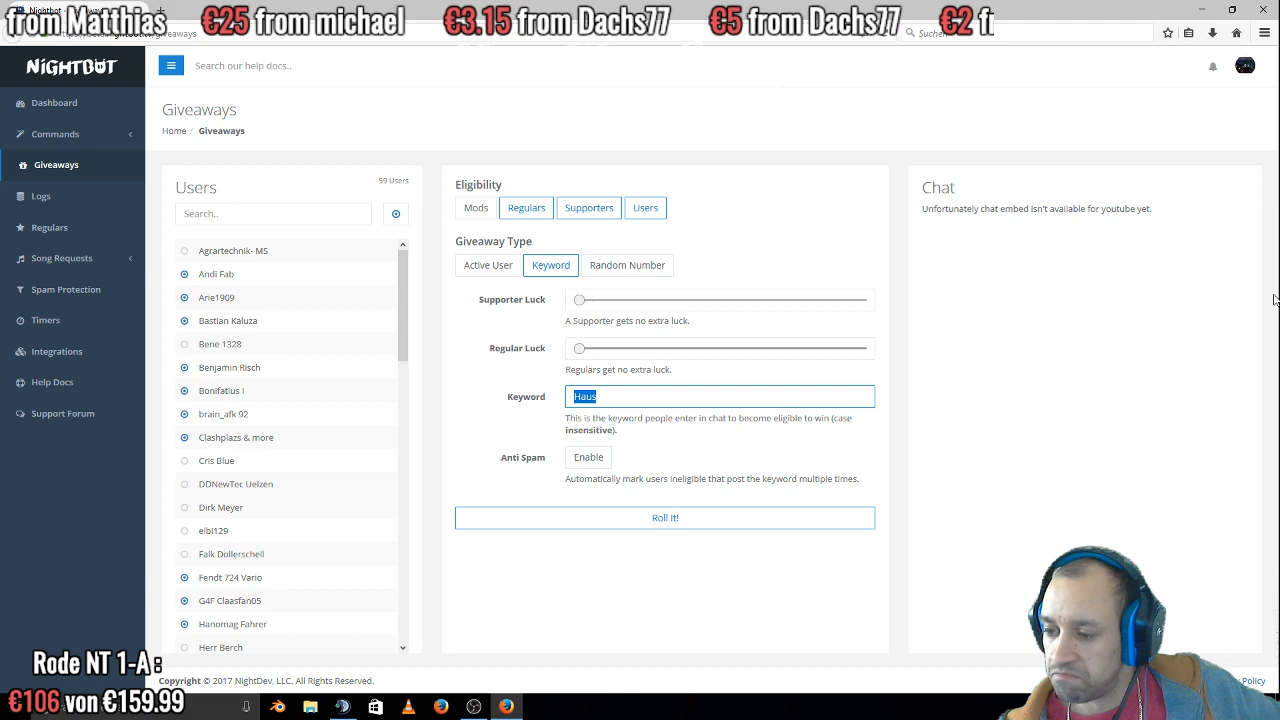 from Matthias €25 from michael €3.15 from Dachs77 €5 from Dachs77 €2 f
giveaways
Suchen
NiGHTBOT
Search our help docs..
Dashboard
Commands
Giveaways
Logs
Regulars
Song Requests
Spam Protection
Timers
Integrations
Help Docs
Support Forum
Giveaways
Home / Giveaways
Users
59 Users
Search..
Agrartechnik- MS
Andi Fab
Arie1909
Bastian Kaluza
Bene 1328
Benjamin Risch
Bonifatius I
brain_afk 92
Clashplazs & more
Cris Blue
DDNewTec Uelzen
Dirk Meyer
elbi129
Falk Dollerschell
Fendt 724 Vario
G4F Claasfan05
Hanomag Fahrer
Herr Berch
Eligibility
Mods Regulars Supporters Users
Giveaway Type
Active User Keyword Random Number
Supporter Luck
A Supporter gets no extra luck.
Regular Luck
Regulars get no extra luck.
Keyword Haus
This is the keyword people enter in chat to become eligible to win (case
insensitive).
Anti Spam Enable
Automatically mark users ineligible that post the keyword multiple times.
Roll It!
Chat
Unfortunately chat embed isn't available for youtube yet.
Rode NT 1-A :
€106 von €159.99
Copyright © 2017 NightDev, LLC. All Rights Reserved.
Policy